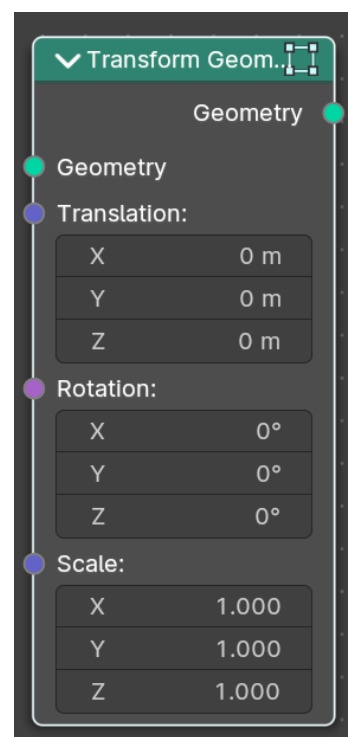 Transform Geom..
Geometry
Geometry
Translation:
X 0 m
Y 0 m
Z 0 m
Rotation:
X 0°
Y 0°
Z 0°
Scale:
X 1.000
Y 1.000
Z 1.000